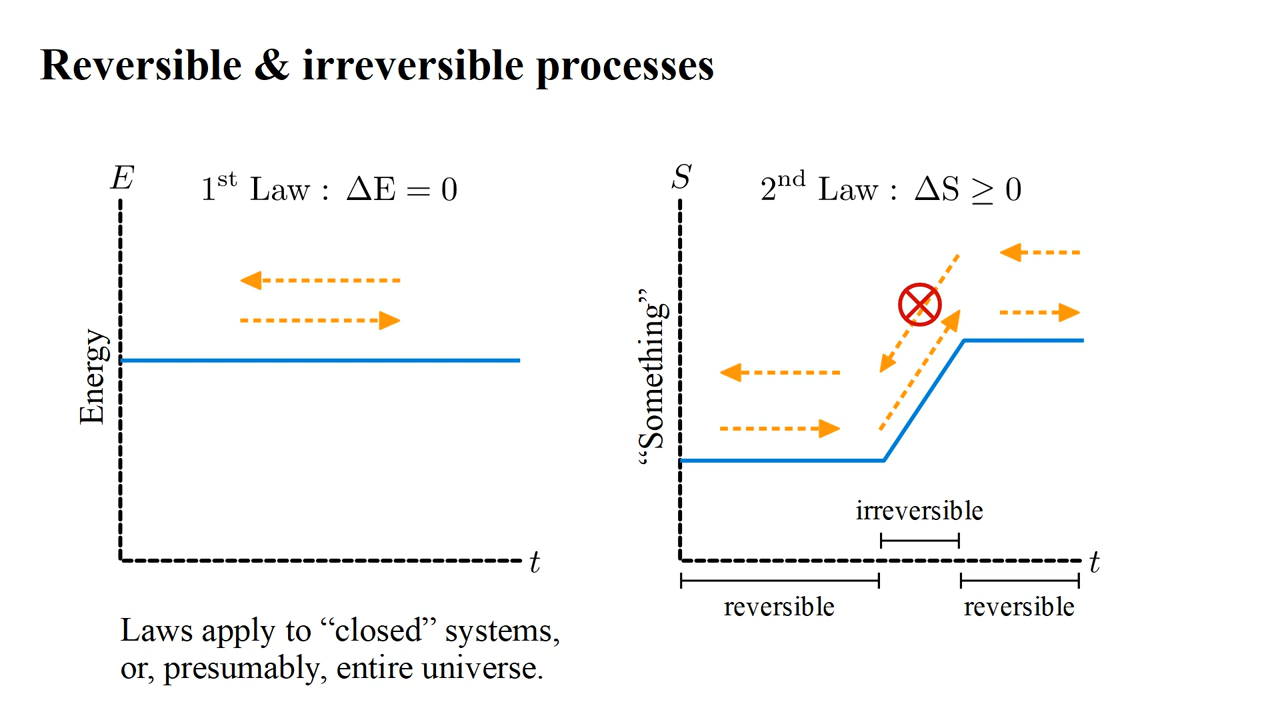 Reversible & irreversible processes
E
1st Law : ΔE = 0
Energy
t
Laws apply to “closed” systems,
or, presumably, entire universe.
S
2nd Law : ΔS ≥ 0
“Something”
irreversible
t
reversible
reversible